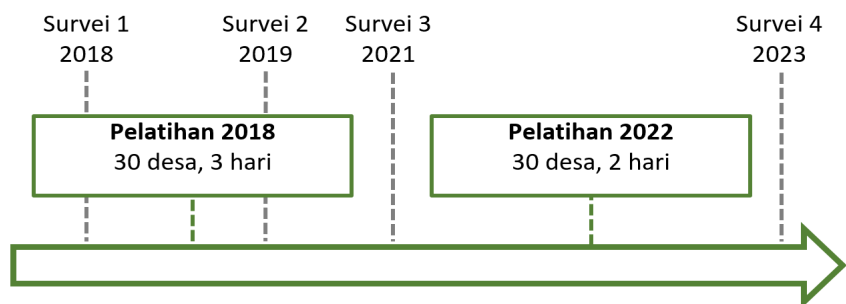 Survei 1
2018
Survei 2
2019
Survei 3
2021
Survei 4
2023
Pelatihan 2018
30 desa, 3 hari
Pelatihan 2022
30 desa, 2 hari